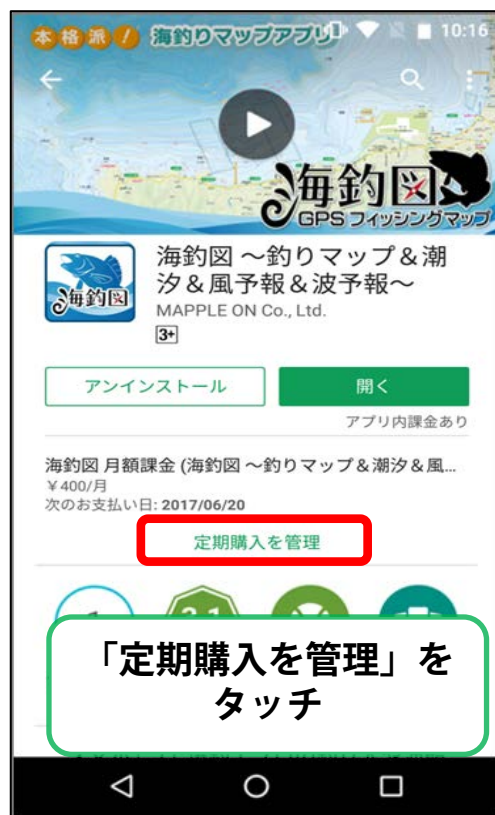 本格派! 海釣りマップアプリ
10:16
海釣図
GPS フィッシングマップ
海釣図 ~釣りマップ&潮
汐&風予報&波予報~
海釣図
MAPPLE ON Co., Ltd.
3+
アンインストール 開く
アプリ内課金あり
海釣図 月額課金 (海釣図 ~釣りマップ&潮汐&風...
¥400/月
次のお支払い日: 2017/06/20
定期購入を管理
「定期購入を管理」を
タッチ